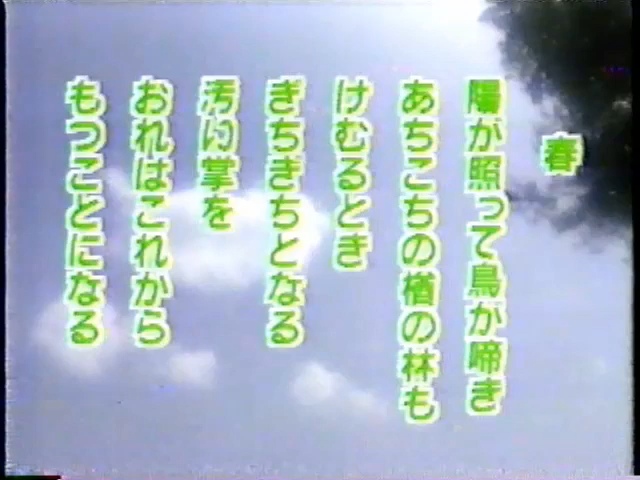 春
陽が照って鳥が啼き
あちこちの楢の林も
けむるとき
ぎちぎちとなる
汚い掌を
おれはこれから
もつことになる